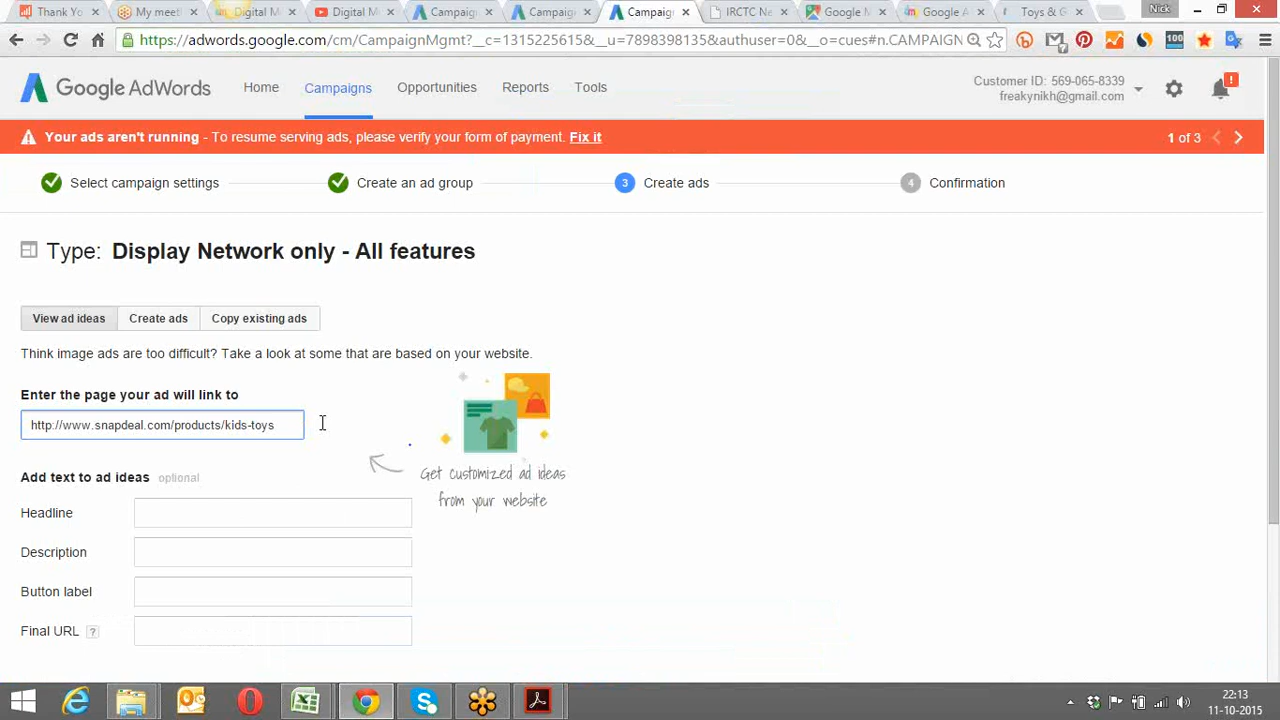 Thank Yo
My meet
Digital M
Digital M
Campaig
Campaig
Campaig
IRCTC Ne
Google M
Google A
Toys & G
Nick
https://adwords.google.com/cm/CampaignMgmt?__c=1315225615&__u=7898398135&authuser=0&__o=cues#n.CAMPAIGN
Google AdWords
Home
Campaigns
Opportunities
Reports
Tools
Customer ID: 569-065-8339
freakynikh@gmail.com
Your ads aren't running - To resume serving ads, please verify your form of payment. Fix it
1 of 3
Select campaign settings
Create an ad group
3 Create ads
4 Confirmation
Type: Display Network only - All features
View ad ideas
Create ads
Copy existing ads
Think image ads are too difficult? Take a look at some that are based on your website.
Enter the page your ad will link to
http://www.snapdeal.com/products/kids-toys
Get customized ad ideas
from your website
Add text to ad ideas optional
Headline
Description
Button label
Final URL ?
22:13
11-10-2015